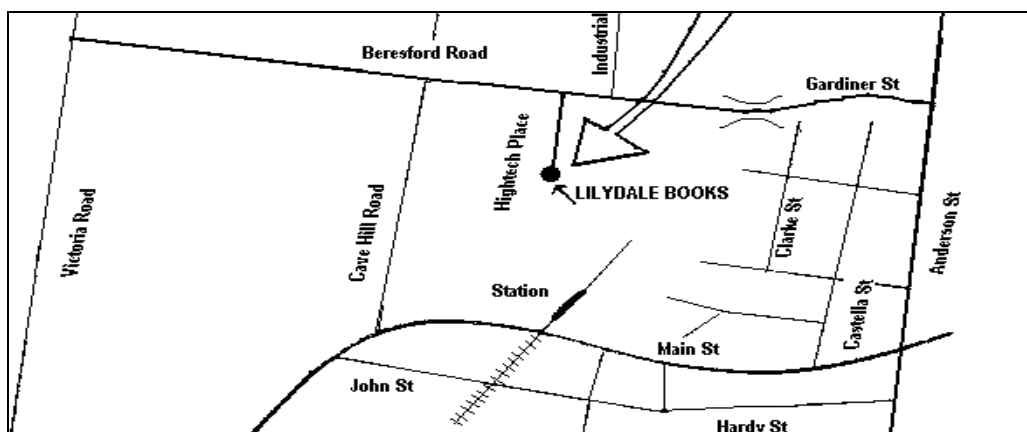 Beresford Road
Industrial
Gardiner St
Hightech Place
LILYDALE BOOKS
Victoria Road
Cave Hill Road
Clarke St
Anderson St
Station
Castella St
Main St
John St
Hardy St